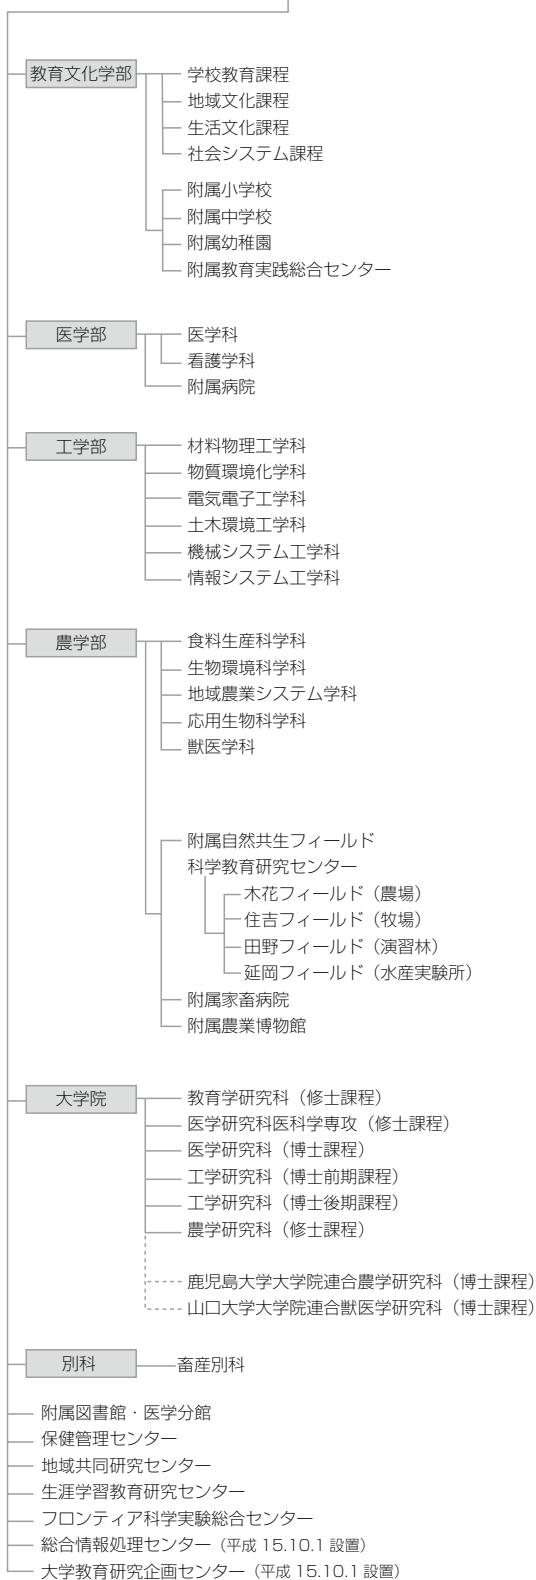 教育文化学部
学校教育課程
地域文化課程
生活文化課程
社会システム課程
附属小学校
附属中学校
附属幼稚園
附属教育実践総合センター
医学部
医学科
看護学科
附属病院
工学部
材料物理工学科
物質環境化学科
電気電子工学科
土木環境工学科
機械システム工学科
情報システム工学科
農学部
食料生産科学科
生物環境科学科
地域農業システム学科
応用生物科学科
獣医学科
附属自然共生フィールド
科学教育研究センター
木花フィールド(農場)
住吉フィールド(牧場)
田野フィールド(演習林)
延岡フィールド(水産実験所)
附属家畜病院
附属農業博物館
大学院
教育学研究科(修士課程)
医学研究科医科学専攻(修士課程)
医学研究科(博士課程)
工学研究科(博士前期課程)
工学研究科(博士後期課程)
農学研究科(修士課程)
鹿児島大学大学院連合農学研究科(博士課程)
山口大学大学院連合獣医学研究科(博士課程)
別科
畜産別科
附属図書館・医学分館
保健管理センター
地域共同研究センター
生涯学習教育研究センター
フロンティア科学実験総合センター
総合情報処理センター(平成 15.10.1 設置)
大学教育研究企画センター(平成 15.10.1 設置)